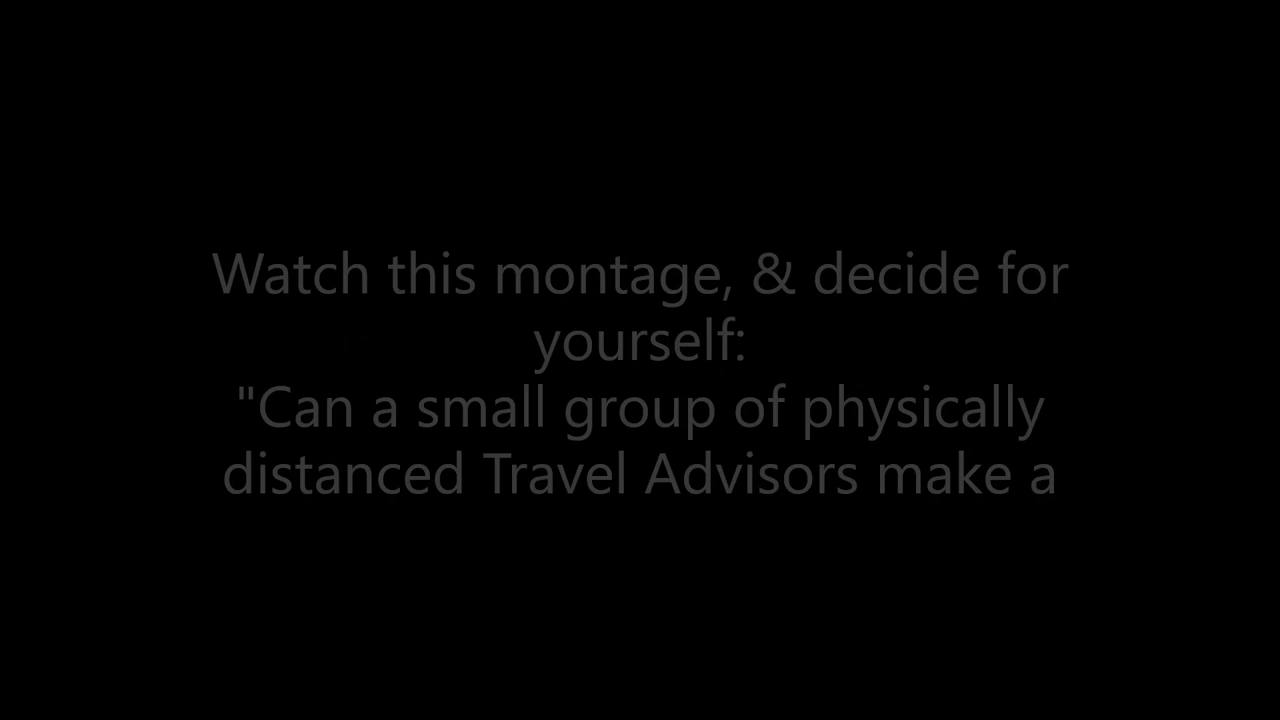 Watch this montage, & decide for
yourself:
"Can a small group of physically
distanced Travel Advisors make a